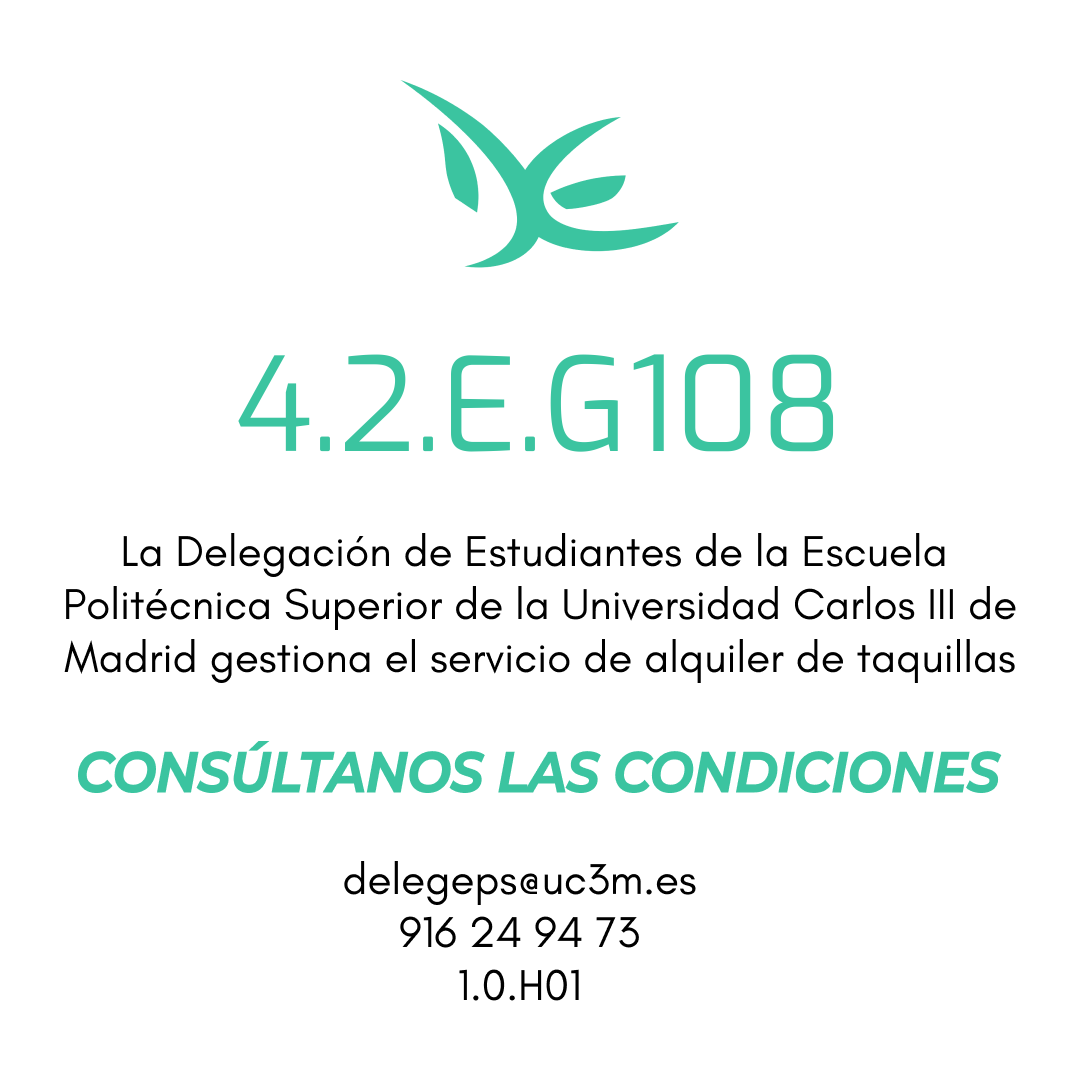 4.2.E.G108
La Delegación de Estudiantes de la Escuela
Politécnica Superior de la Universidad Carlos III de
Madrid gestiona el servicio de alquiler de taquillas
CONSÚLTANOS LAS CONDICIONES
delegeps@uc3m.es
916 24 94 73
1.0.H01